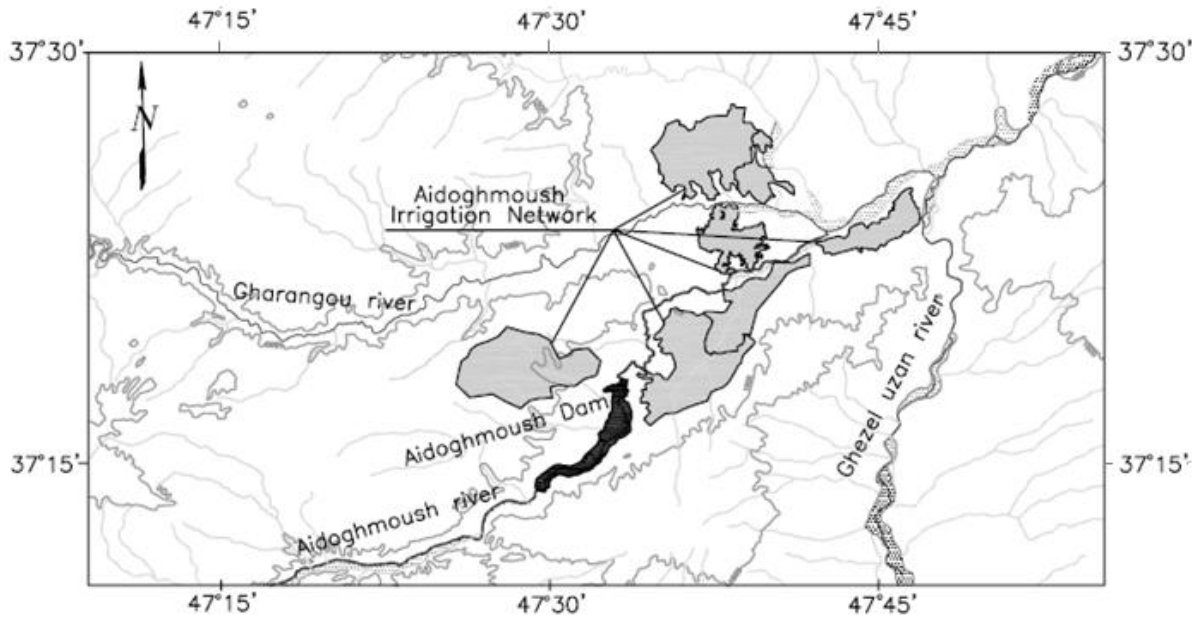 47°15'
47°30'
47°45'
37°30'
37°30'
N
Aidoghmoush
Irrigation Network
Gharangou river
Aidoghmoush Dam
Ghezel uzan river
37°15'
37°15'
Aidoghmoush river
47°15'
47°30'
47°45'